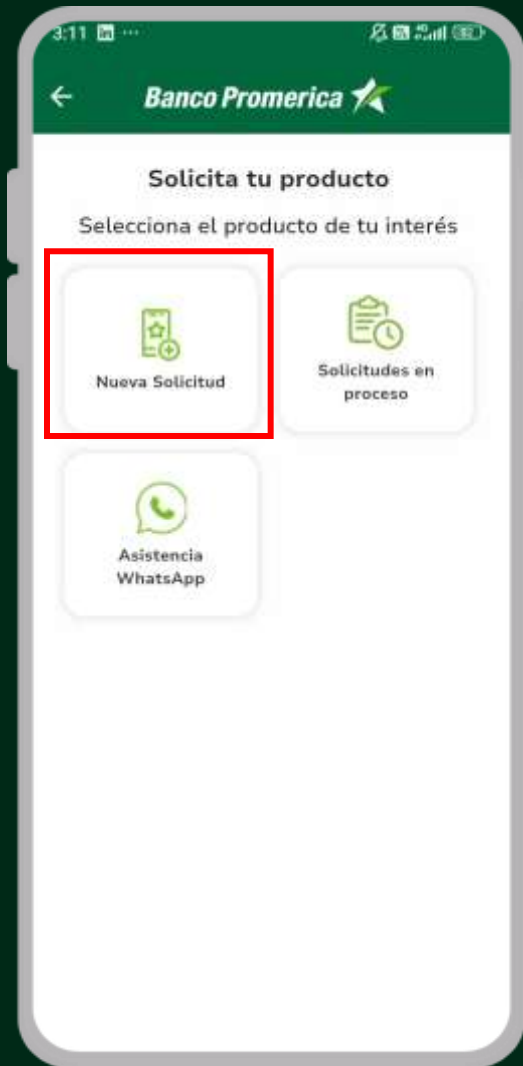 3:11
Banco Promerica
Solicita tu producto
Selecciona el producto de tu interés
Nueva Solicitud
Solicitudes en
proceso
Asistencia
WhatsApp